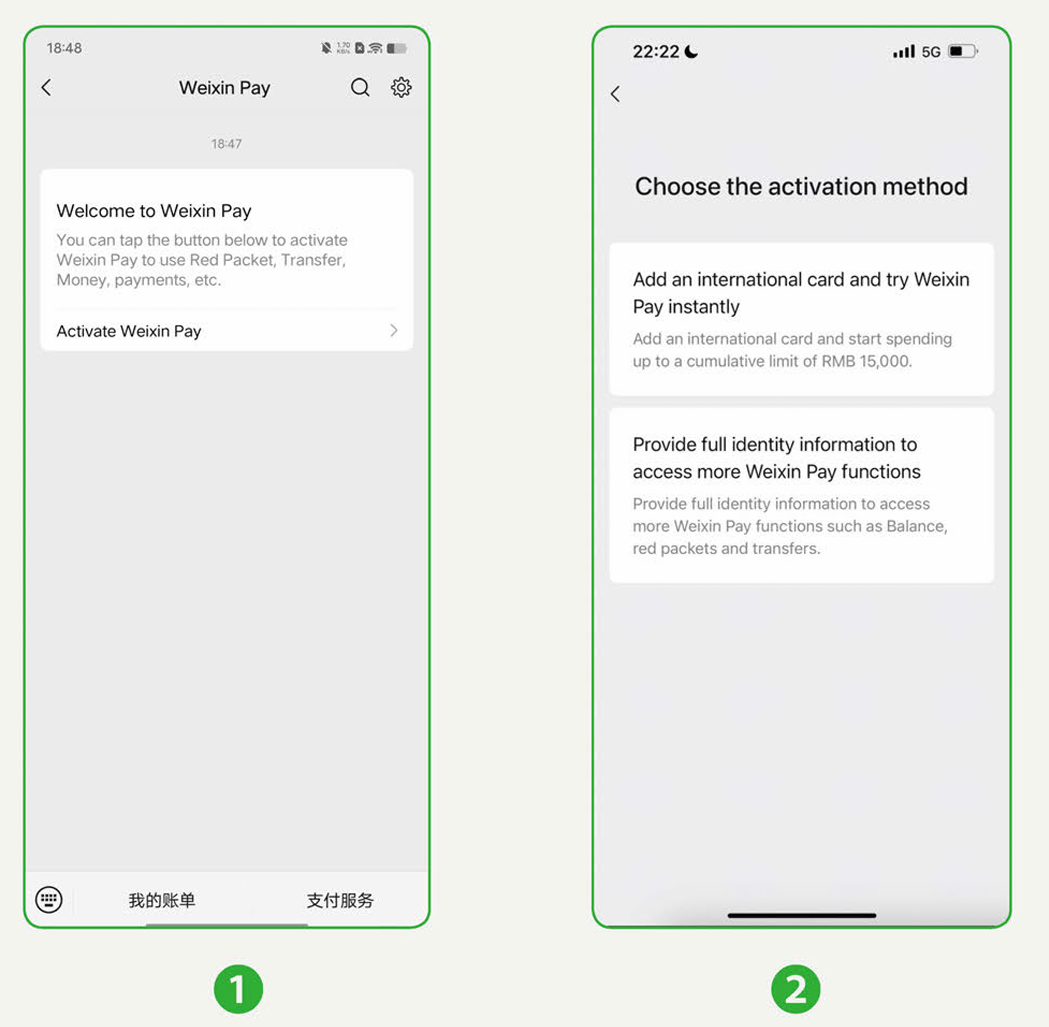 18:48
1.70
KB/s
Weixin Pay
18:47
Welcome to Weixin Pay
You can tap the button below to activate
Weixin Pay to use Red Packet, Transfer,
Money, payments, etc.
Activate Weixin Pay
我的账单
支付服务
1
22:22
5G
Choose the activation method
Add an international card and try Weixin
Pay instantly
Add an international card and start spending
up to a cumulative limit of RMB 15,000.
Provide full identity information to
access more Weixin Pay functions
Provide full identity information to access
more Weixin Pay functions such as Balance,
red packets and transfers.
2